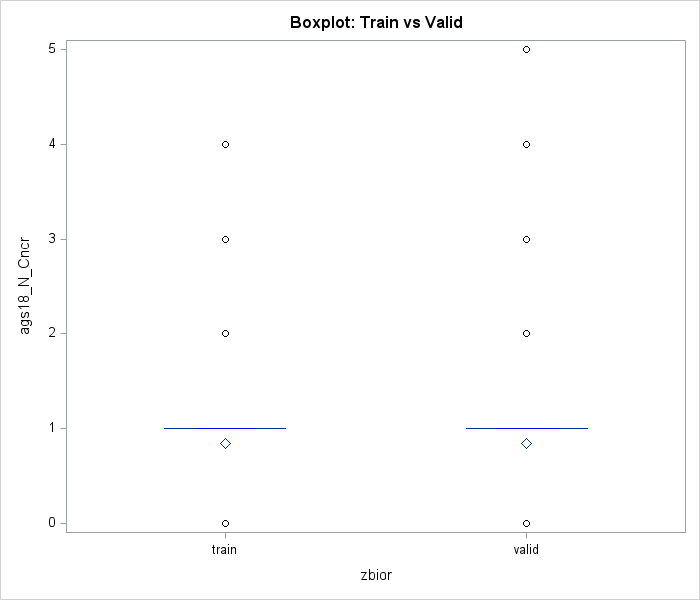 Boxplot: Train vs Valid
5
4
3
2
1
0
ags18_N_Cncr
train
valid
zbior